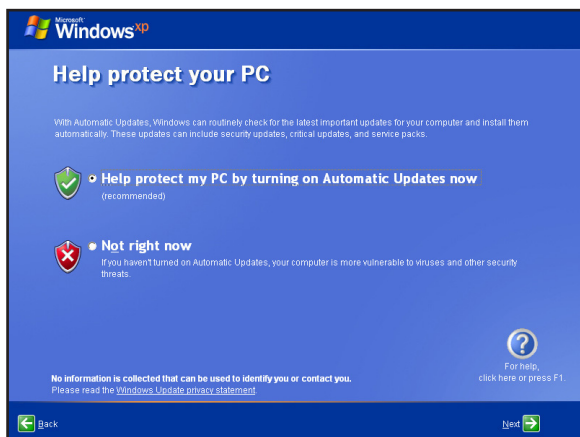 Microsoft
Windows xp
Help protect your PC
With Automatic Updates, Windows can routinely check for the latest important updates for your computer and install them
automatically. These updates can include security updates, critical updates, and service packs.
Help protect my PC by turning on Automatic Updates now
(recommended)
Not right now
If you haven't turned on Automatic Updates, your computer is more vulnerable to viruses and other security
threats.
For help,
click here or press F1.
No information is collected that can be used to identify you or contact you.
Please read the Windows Update privacy statement.
Back
Next